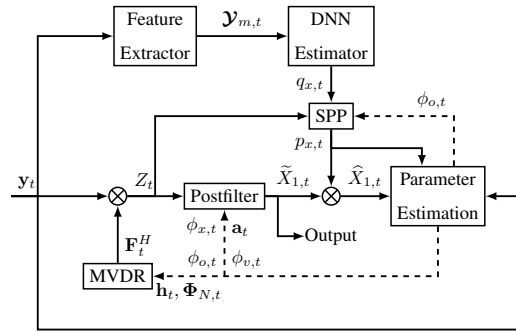 Feature
Extractor
𝓨_{m,t}
DNN
Estimator
q_{x,t}
SPP
ϕ_{o,t}
p_{x,t}
y_t
Z_t
Postfilter
X̃_{1,t}
X̂_{1,t}
Parameter
Estimation
F_t^H
ϕ_{x,t} a_t
Output
ϕ_{o,t} ϕ_{v,t}
MVDR
h_t, Φ_{N,t}